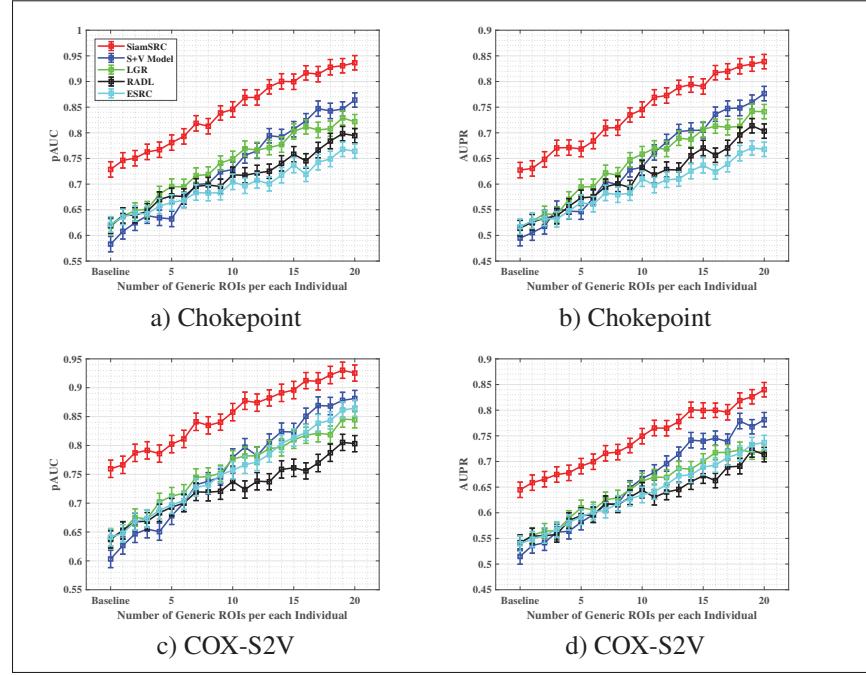 1
0.95
0.9
0.85
0.8
0.75
0.7
0.65
0.6
0.55
pAUC
SiamSRC
S+V Model
LGR
RADL
ESRC
Baseline 5 10 15 20
Number of Generic ROIs per each Individual
a) Chokepoint
0.9
0.85
0.8
0.75
0.7
0.65
0.6
0.55
0.5
0.45
AUPR
Baseline 5 10 15 20
Number of Generic ROIs per each Individual
b) Chokepoint
0.95
0.9
0.85
0.8
0.75
0.7
0.65
0.6
0.55
pAUC
Baseline 5 10 15 20
Number of Generic ROIs per each Individual
c) COX-S2V
0.9
0.85
0.8
0.75
0.7
0.65
0.6
0.55
0.5
0.45
AUPR
Baseline 5 10 15 20
Number of Generic ROIs per each Individual
d) COX-S2V